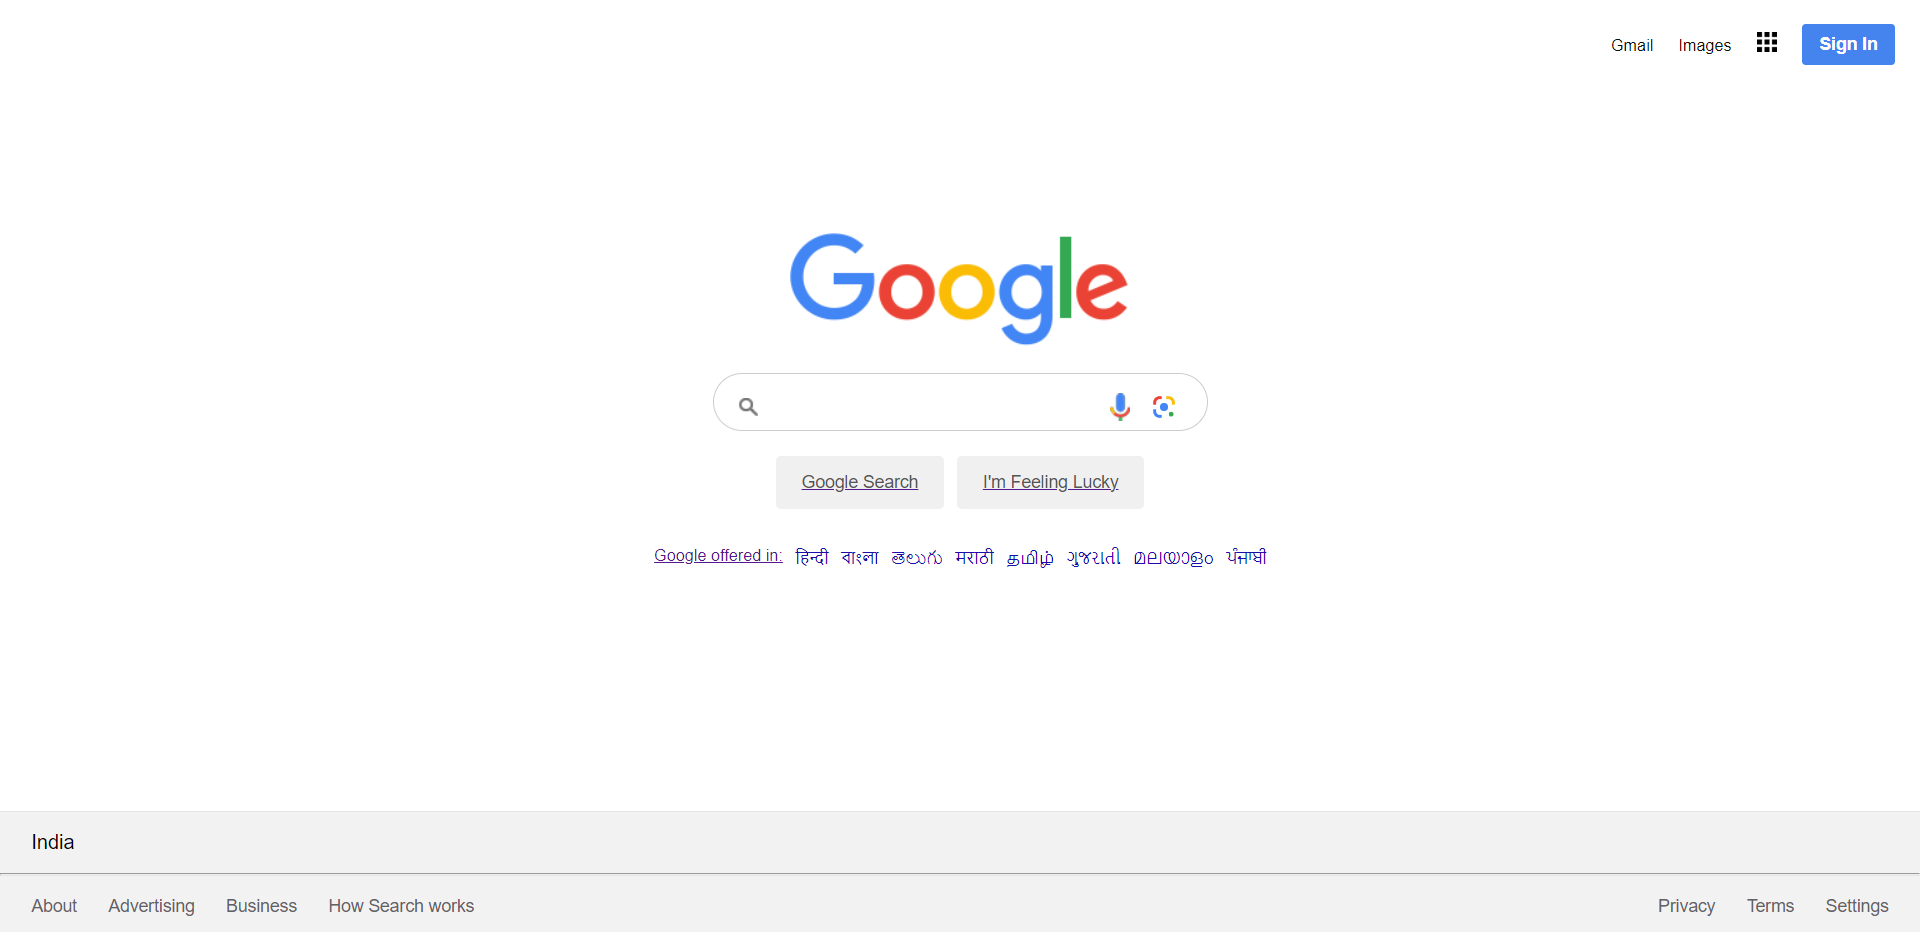 Gmail Images Sign In
Google
Google Search I'm Feeling Lucky
Google offered in: हिन्दी বাংলা తెలుగు मराठी தமிழ் ગુજરાતી മലയാളം ਪੰਜਾਬੀ
India
About Advertising Business How Search works Privacy Terms Settings